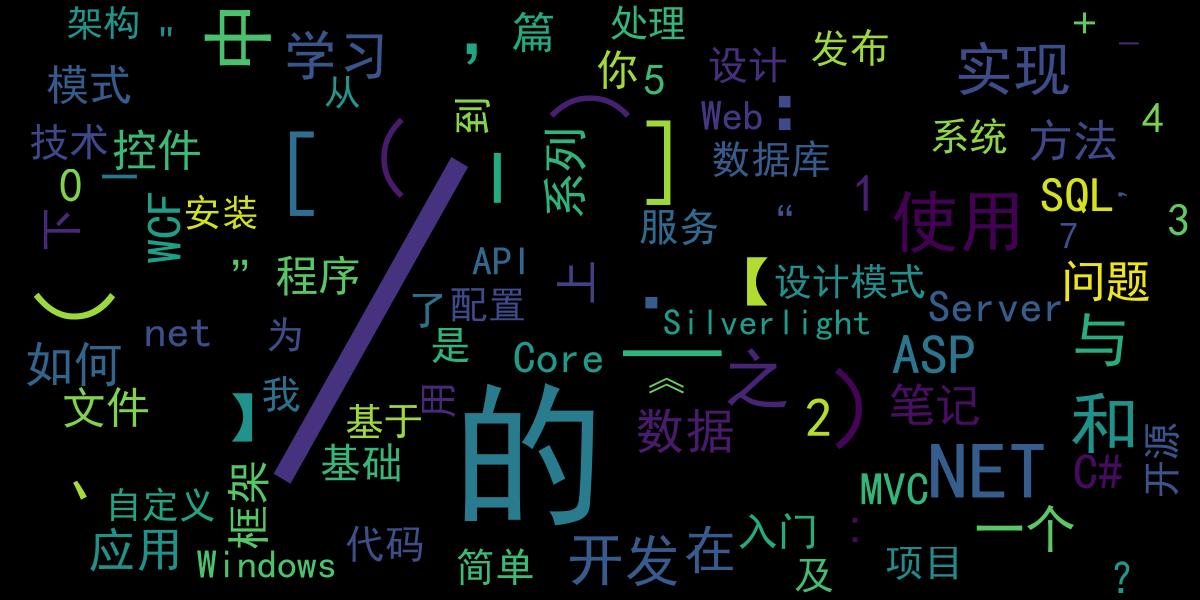 架构
"
中
学习
，
篇
处理
+
_
模式
从
你
5
设计
发布
实现
技术
控件
[
（
到
|
系列
（
]
Web
:
数据库
系统
方法
4
0
一
下
WCF
安装
服务
“
1
使用
SQL
7
3
”
程序
/
API
上
【
设计模式
问题
）
net
为
了
配置
.
Silverlight
Server
如何
是
Core
—
ASP
与
文件
】
我
基于
月
的
《
之
数据
2
）
笔记
和
基础
NET
C#
开源
、
自定义
框架
MVC
应用
Windows
代码
简单
开发
在
入门
：
及
项目
一个
?